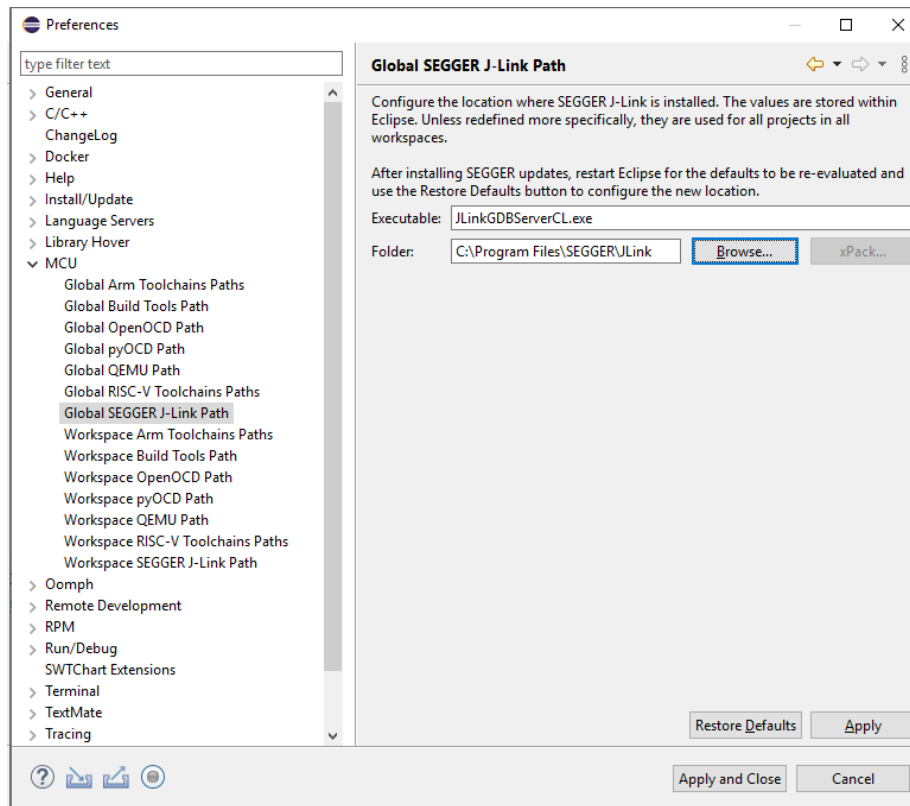 Preferences
type filter text
General
C/C++
ChangeLog
Docker
Help
Install/Update
Language Servers
Library Hover
MCU
Global Arm Toolchains Paths
Global Build Tools Path
Global OpenOCD Path
Global pyOCD Path
Global QEMU Path
Global RISC-V Toolchains Paths
Global SEGGER J-Link Path
Workspace Arm Toolchains Paths
Workspace Build Tools Path
Workspace OpenOCD Path
Workspace pyOCD Path
Workspace QEMU Path
Workspace RISC-V Toolchains Paths
Workspace SEGGER J-Link Path
Oomph
Remote Development
RPM
Run/Debug
SWTChart Extensions
Terminal
TextMate
Tracing
Global SEGGER J-Link Path
Configure the location where SEGGER J-Link is installed. The values are stored within
Eclipse. Unless redefined more specifically, they are used for all projects in all
workspaces.
After installing SEGGER updates, restart Eclipse for the defaults to be re-evaluated and
use the Restore Defaults button to configure the new location.
Executable: JLinkGDBServerCL.exe
Folder: C:\Program Files\SEGGER\JLink Browse... xPack...
Restore Defaults Apply
Apply and Close Cancel